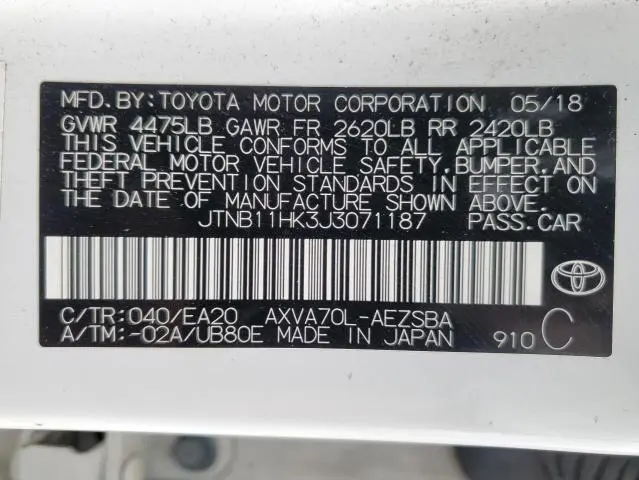 MFD.BY:TOYOTA MOTOR CORPORATION 05/18
GVWR 4475LB GAWR FR 2620LB RR 2420LB
THIS VEHICLE CONFORMS TO ALL APPLICABLE
FEDERAL MOTOR VEHICLE SAFETY,BUMPER,AND
THEFT PREVENTION STANDARDS IN EFFECT ON
THE DATE OF MANUFACTURE SHOWN ABOVE.
JTNB11HK3J3071187 PASS.CAR
C/TR:040/EA20 AXVA70L-AEZSBA
A/TM:-02A/UB80E MADE IN JAPAN 910 C